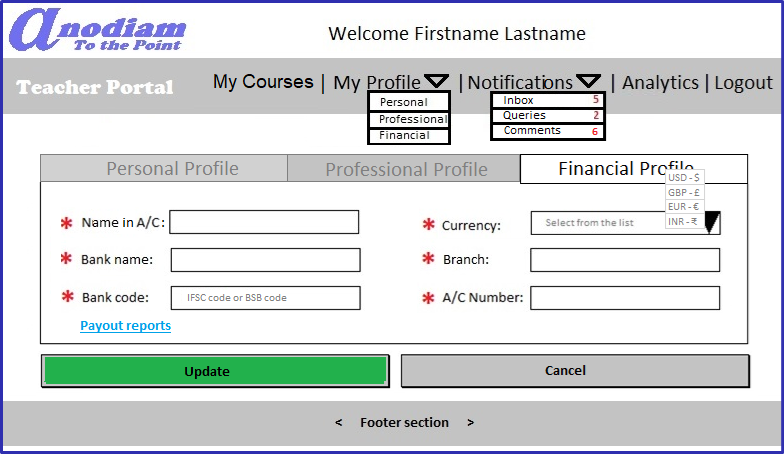 anodiam
To the Point
Welcome Firstname Lastname
Teacher Portal
My Courses | My Profile | Notifications | Analytics | Logout
Personal
Professional
Financial
Inbox 5
Queries 2
Comments 6
Personal Profile
Professional Profile
Financial Profile
USD - $
GBP - £
EUR - €
INR - ₹
* Name in A/C:
* Currency: Select from the list
* Bank name:
* Branch:
* Bank code: IFSC code or BSB code
* A/C Number:
Payout reports
Update
Cancel
< Footer section >